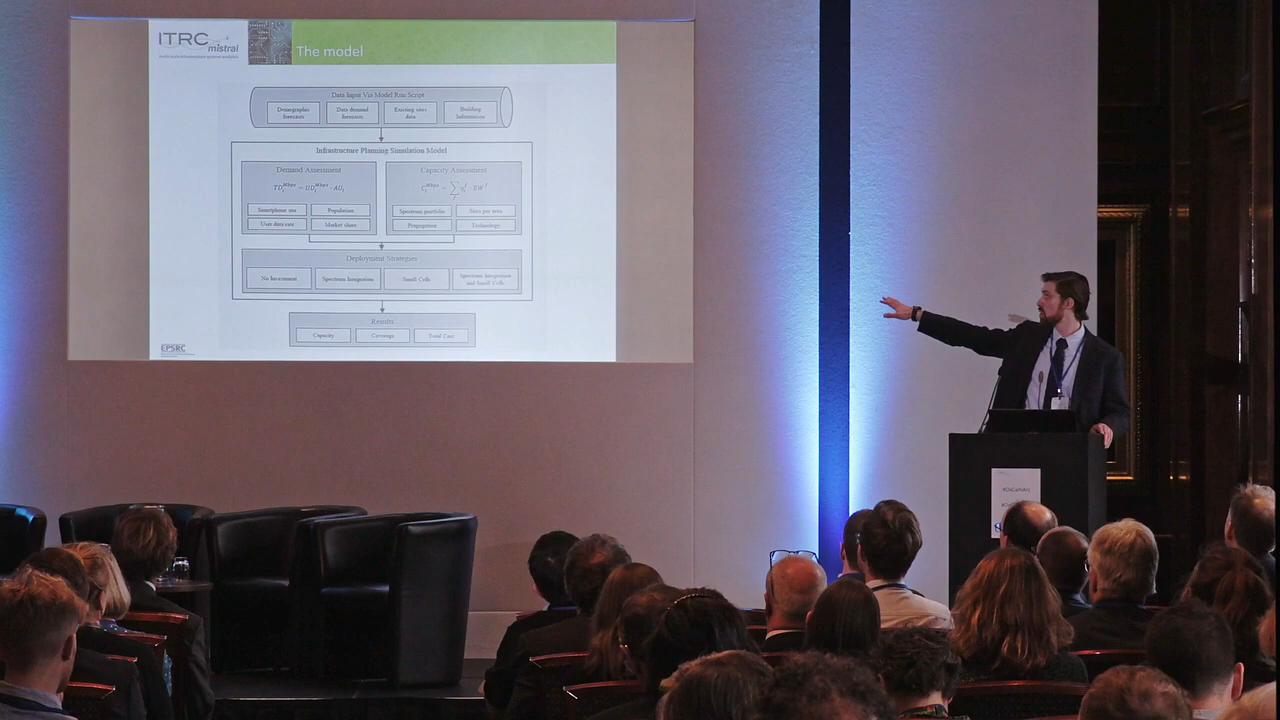 ITRC
mistral
The model
Data Input Via Model Run Script
Demographic forecasts
Data demand forecasts
Existing sites data
Building Information
Infrastructure Planning Simulation Model
Demand Assessment
Capacity Assessment
Smartphone use
Population
User data rate
Market share
Spectrum portfolio
Sites per area
Propagation
Technology
Deployment Strategies
No Investment
Spectrum Integration
Small Cells
Spectrum Integration and Small Cells
Results
Capacity
Coverage
Total Cost
EPSRC